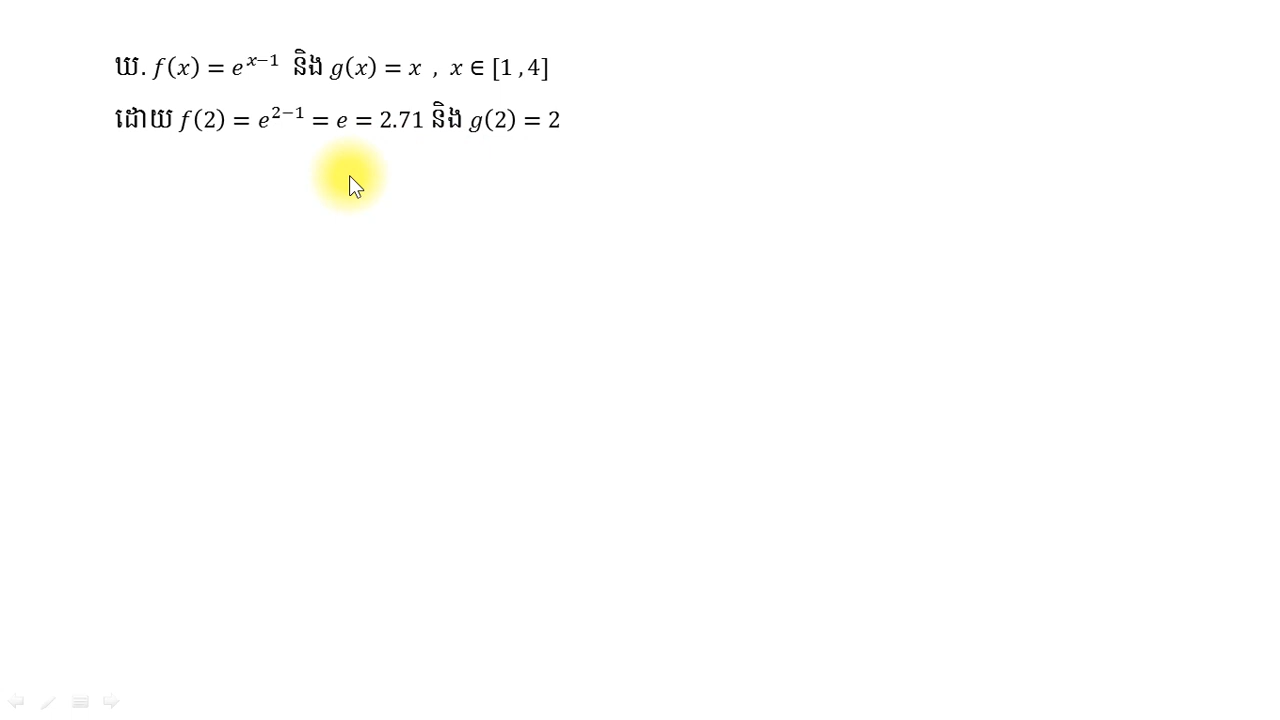 ឃ. f(x) = e^{x−1} និង g(x) = x , x ∈ [1 , 4]
ដោយ f(2) = e^{2−1} = e = 2.71 និង g(2) = 2